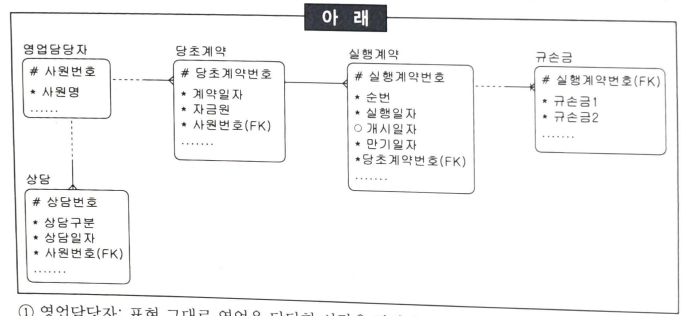 아 래
영업담당자
# 사원번호
* 사원명
......
당초계약
# 당초계약번호
* 계약일자
* 자금원
* 사원번호(FK)
.......
실행계약
# 실행계약번호
* 순번
* 실행일자
○ 개시일자
* 만기일자
*당초계약번호(FK)
.......
규손금
# 실행계약번호(FK)
* 규손금1
* 규손금2
.......
상담
# 상담번호
* 상담구분
* 상담일자
* 사원번호(FK)
.......
① 영업담당자: 표현 그대로 영업을